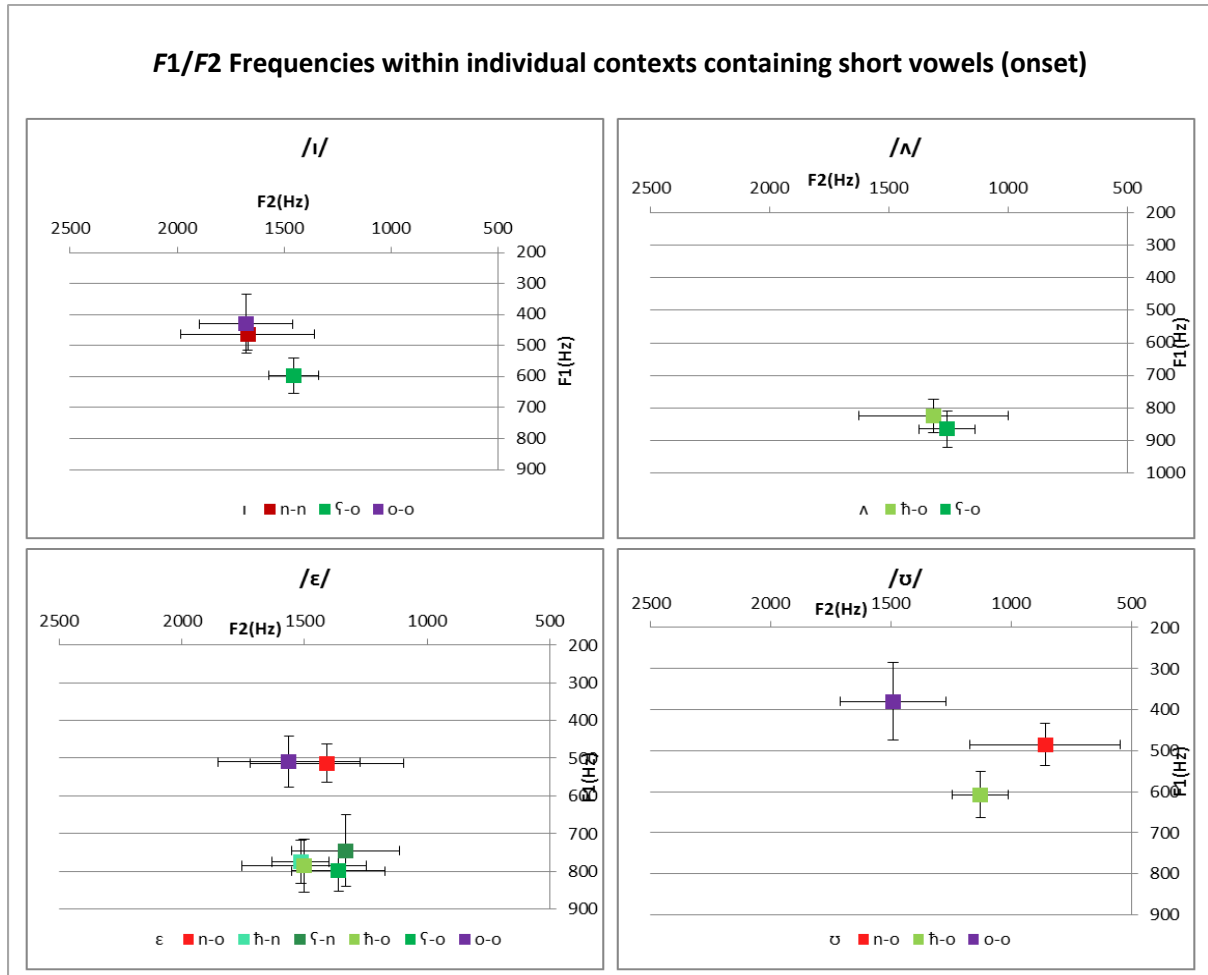 F1/F2 Frequencies within individual contexts containing short vowels (onset)
/ɪ/
F2(Hz)
2500 2000 1500 1000 500
200
300
400
500
600
700
800
900
F1(Hz)
ɪ n-n ʕ-o o-o
/ʌ/
F2(Hz)
2500 2000 1500 1000 500
200
300
400
500
600
700
800
900
1000
F1(Hz)
ʌ ħ-o ʕ-o
/ɛ/
2500 2000 1500 1000 500
F2(Hz)
200
300
400
500
600
700
800
900
F1(Hz)
ɛ n-o ħ-n ʕ-n ħ-o ʕ-o o-o
/ʊ/
2500 2000 1500 1000 500
F2(Hz)
200
300
400
500
600
700
800
900
F1(Hz)
ʊ n-o ħ-o o-o